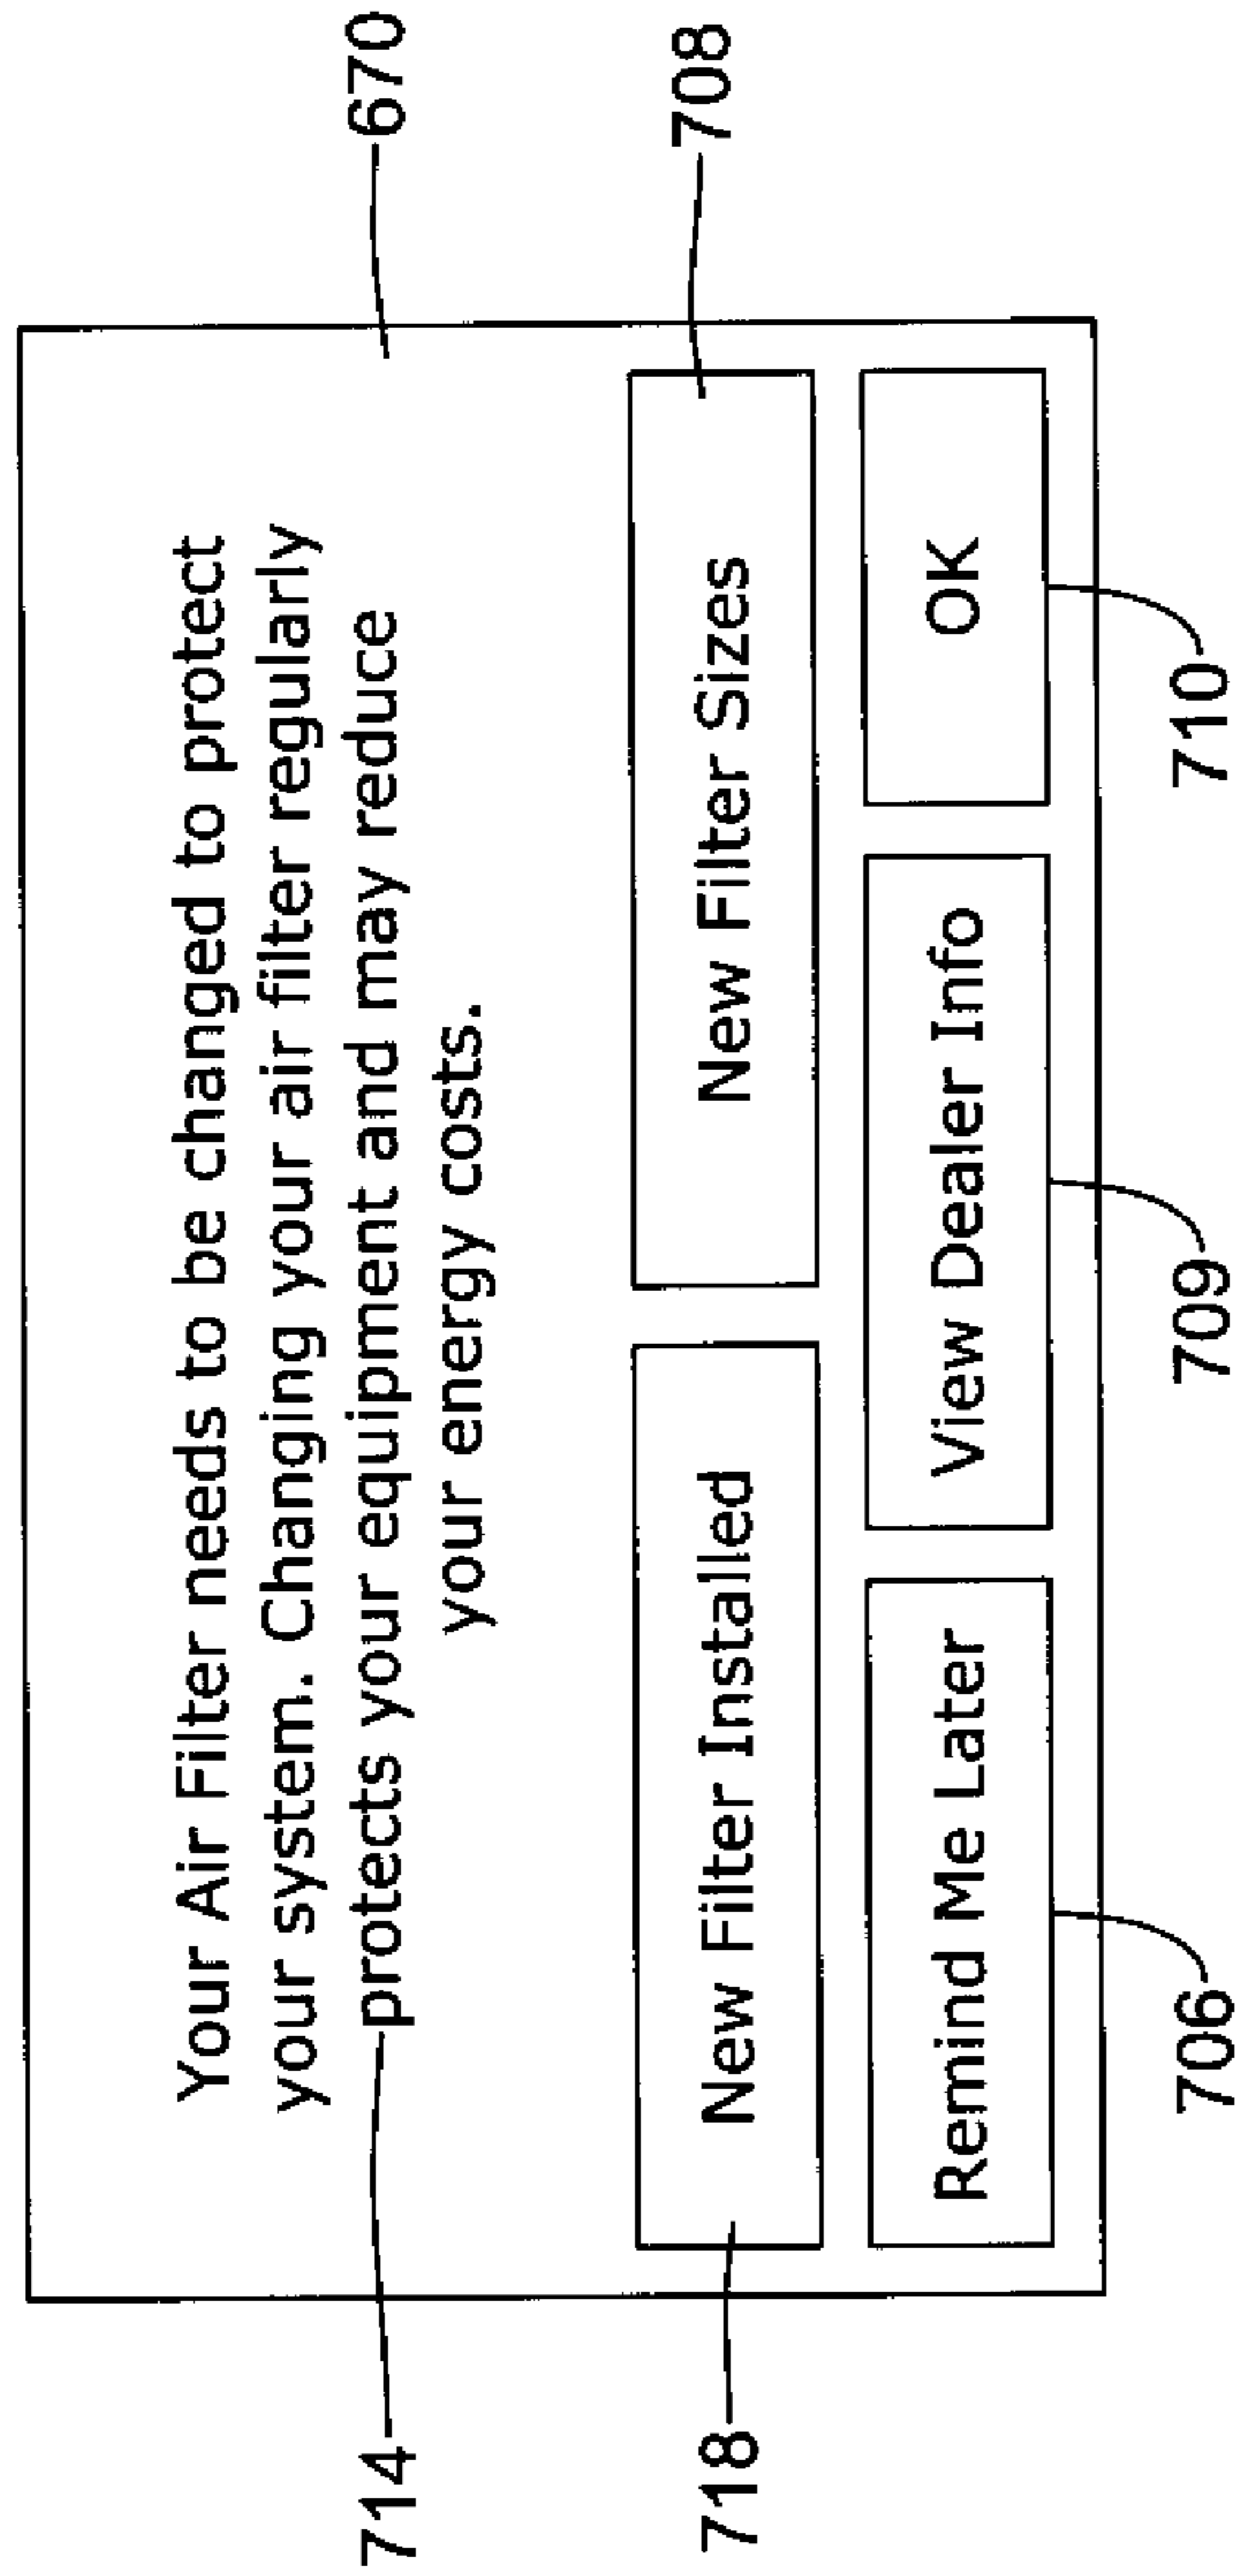 Your Air Filter needs to be changed to protect
your system. Changing your air filter regularly
protects your equipment and may reduce
your energy costs.
714
670
New Filter Installed
New Filter Sizes
718
708
Remind Me Later
View Dealer Info
OK
706
709
710